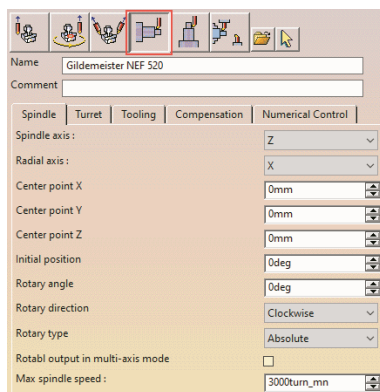 Name Gildemeister NEF 520
Comment
Spindle Turret Tooling Compensation Numerical Control
Spindle axis : Z
Radial axis : X
Center point X 0mm
Center point Y 0mm
Center point Z 0mm
Initial position 0deg
Rotary angle 0deg
Rotary direction Clockwise
Rotary type Absolute
Rotabl output in multi-axis mode
Max spindle speed : 3000turn_mn